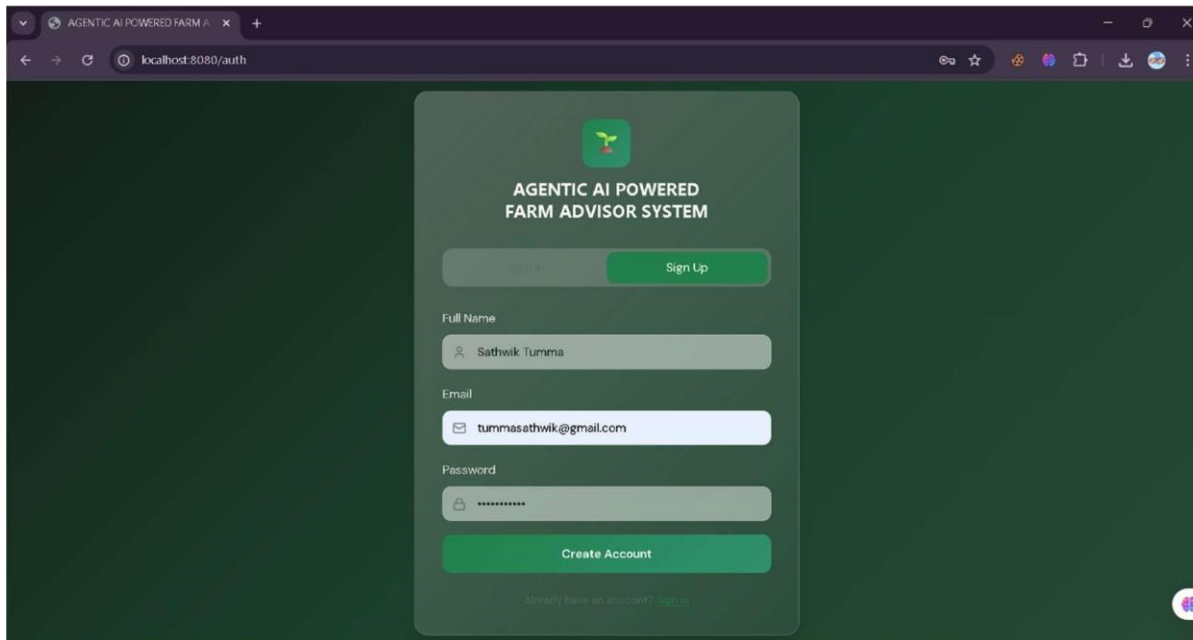 AGENTIC AI POWERED FARM A
localhost:8080/auth
AGENTIC AI POWERED
FARM ADVISOR SYSTEM
Sign In Sign Up
Full Name
Sathwik Tumma
Email
tummasathwik@gmail.com
Password
Create Account
Already have an account? Sign in